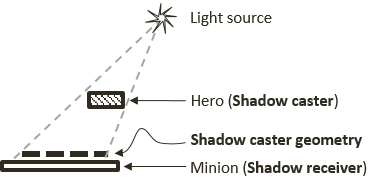 Light source
Hero (Shadow caster)
Shadow caster geometry
Minion (Shadow receiver)